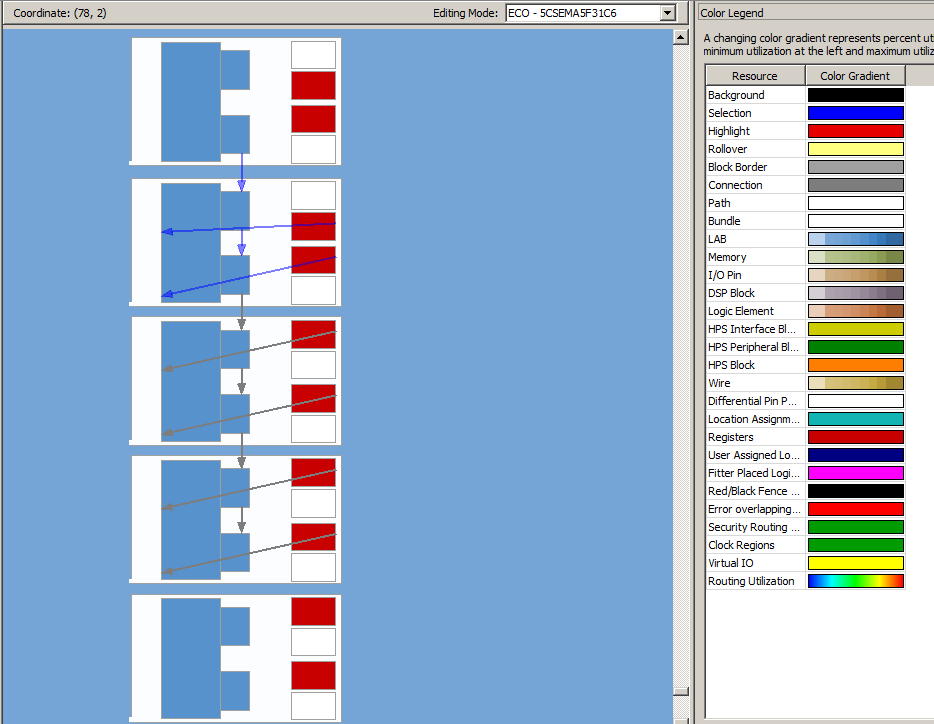 Coordinate: (78, 2)
Editing Mode: ECO - 5CSEMA5F31C6
Color Legend
A changing color gradient represents percent ut
minimum utilization at the left and maximum utiliz
Resource Color Gradient
Background
Selection
Highlight
Rollover
Block Border
Connection
Path
Bundle
LAB
Memory
I/O Pin
DSP Block
Logic Element
HPS Interface Bl...
HPS Peripheral Bl...
HPS Block
Wire
Differential Pin P...
Location Assignm...
Registers
User Assigned Lo...
Fitter Placed Logi...
Red/Black Fence ...
Error overlapping...
Security Routing ...
Clock Regions
Virtual IO
Routing Utilization